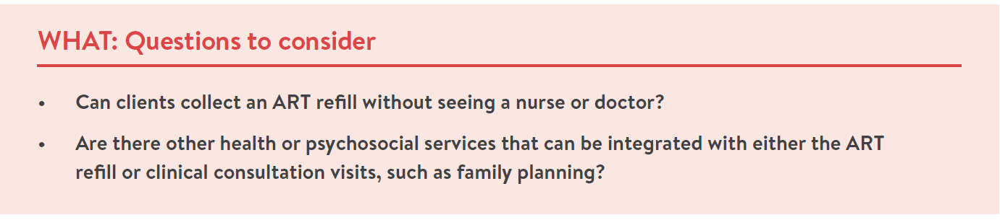 WHAT: Questions to consider
• Can clients collect an ART refill without seeing a nurse or doctor?
• Are there other health or psychosocial services that can be integrated with either the ART
refill or clinical consultation visits, such as family planning?